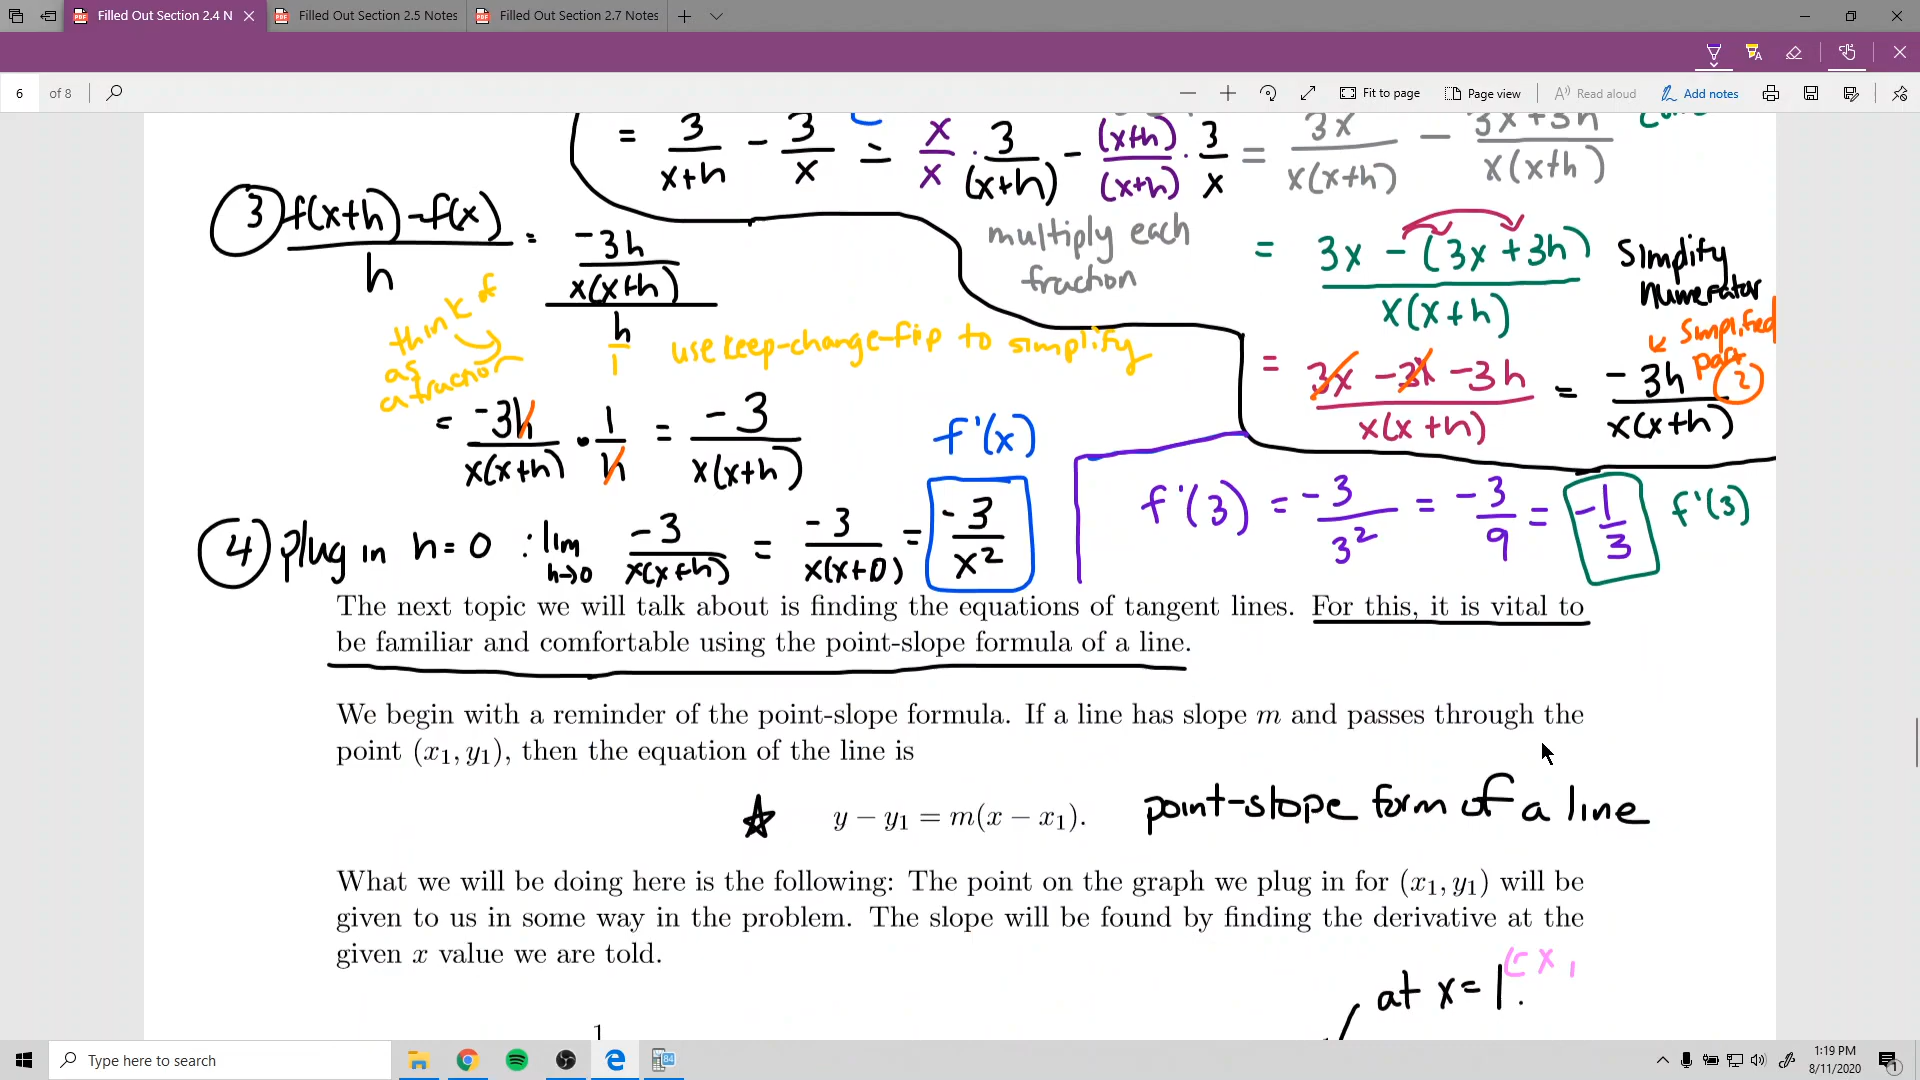 Filled Out Section 2.4 N
Filled Out Section 2.5 Notes
Filled Out Section 2.7 Notes
6 of 8
Fit to page
Page view
Read aloud
Add notes
= 3/(x+h) - 3/x = x/x · 3/(x+h) - (x+h)/(x+h) · 3/x = 3x/x(x+h) - 3x+3h/x(x+h)
multiply each fraction
= 3x - (3x + 3h) / x(x+h)
Simplify numerator
= 3x - 3x - 3h / x(x+h) = -3h / x(x+h)
Simplified part 2
3 f(x+h) - f(x) / h = -3h / x(x+h) / h / 1
think of as a fraction
use keep-change-flip to simplify
= -3h / x(x+h) · 1/h = -3 / x(x+h)
f'(x)
4 plug in h=0 : lim h→0 -3 / x(x+h) = -3 / x(x+0) = -3 / x²
f'(3) = -3/3² = -3/9 = -1/3 f'(3)
The next topic we will talk about is finding the equations of tangent lines. For this, it is vital to
be familiar and comfortable using the point-slope formula of a line.
We begin with a reminder of the point-slope formula. If a line has slope m and passes through the
point (x₁, y₁), then the equation of the line is
y − y₁ = m(x − x₁). point-slope form of a line
What we will be doing here is the following: The point on the graph we plug in for (x₁, y₁) will be
given to us in some way in the problem. The slope will be found by finding the derivative at the
given x value we are told.
at x = 1.
1
Type here to search
84
1:19 PM
8/11/2020
1